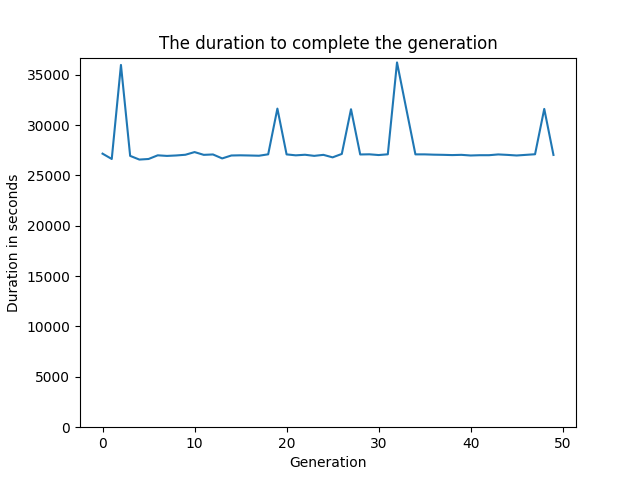 The duration to complete the generation
Duration in seconds
35000
30000
25000
20000
15000
10000
5000
0
0 10 20 30 40 50
Generation